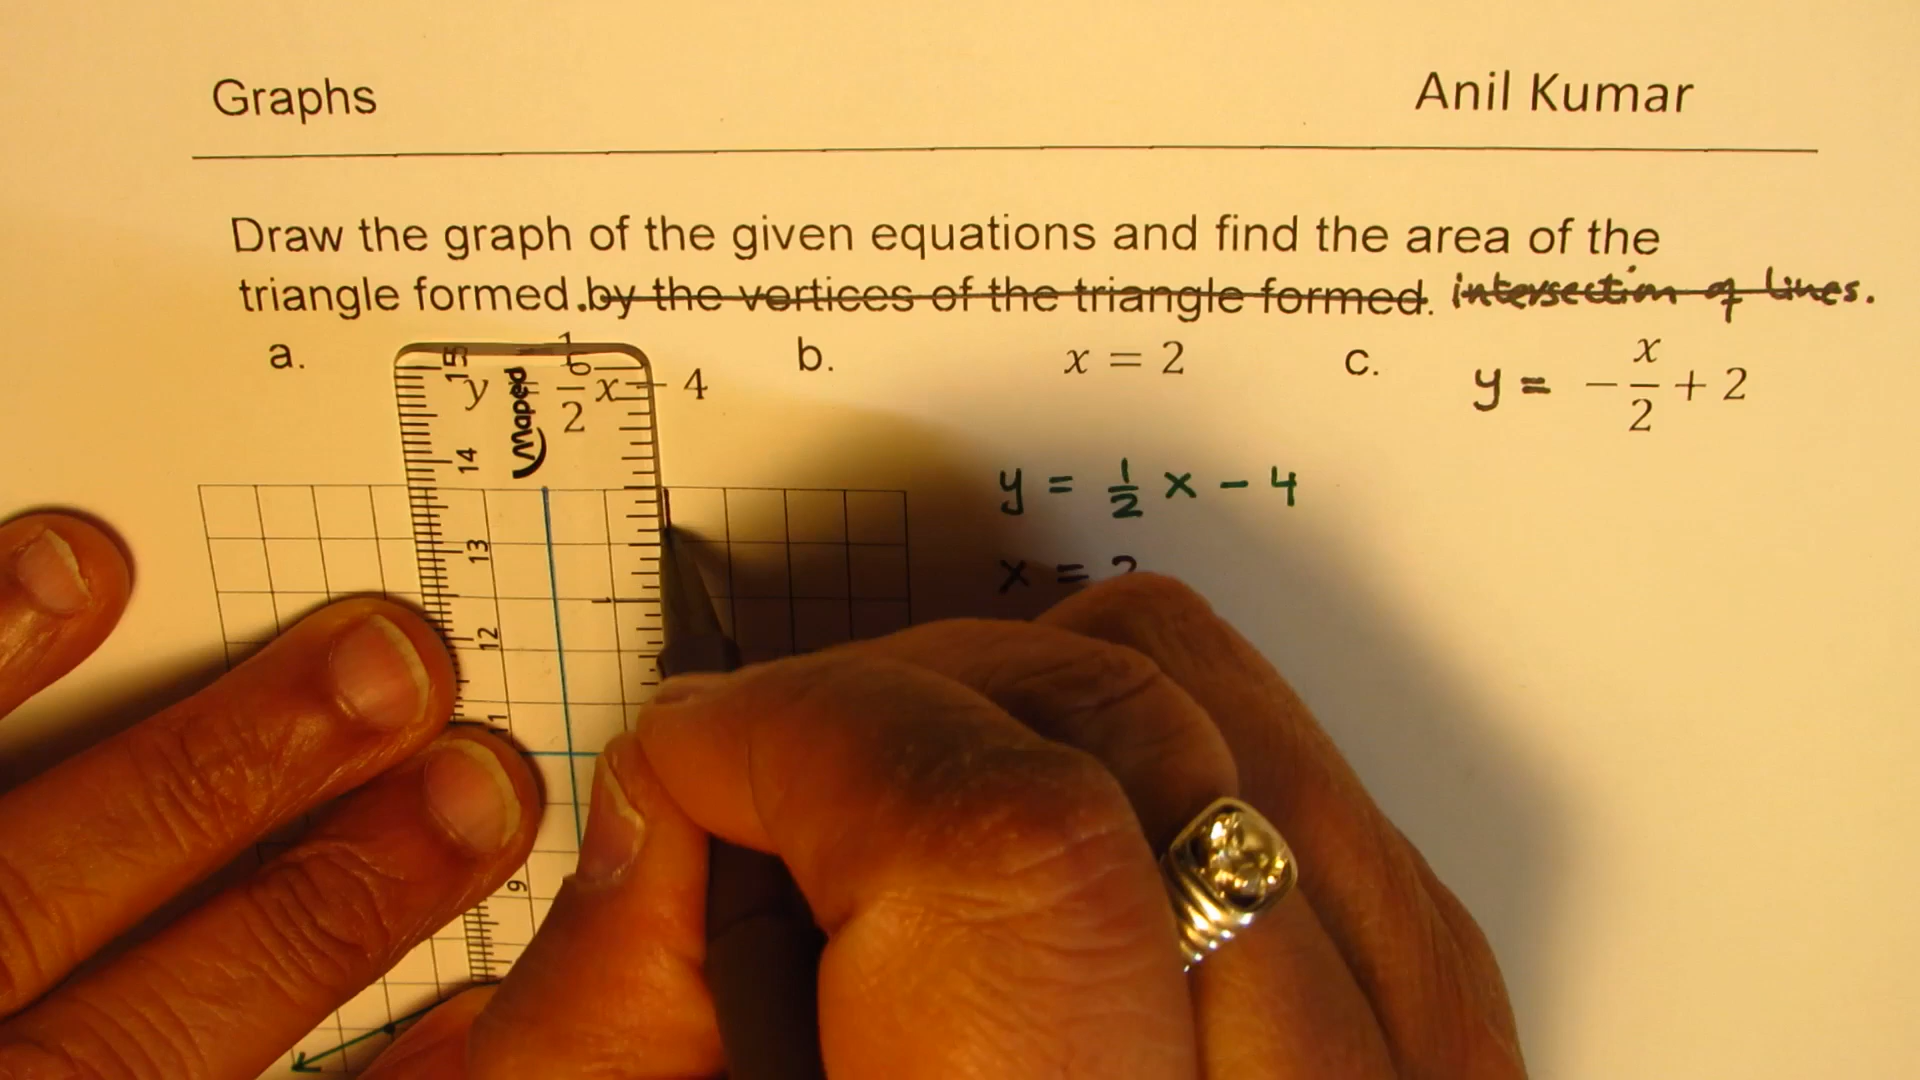 Graphs Anil Kumar
Draw the graph of the given equations and find the area of the
triangle formed. by the vertices of the triangle formed. intersection of lines.
a. y = 1/2 x - 4 b. x = 2 c. y = -x/2 + 2
15
Maped
14
y = 1/2 x - 4
13
1
x = 2
12
11
9